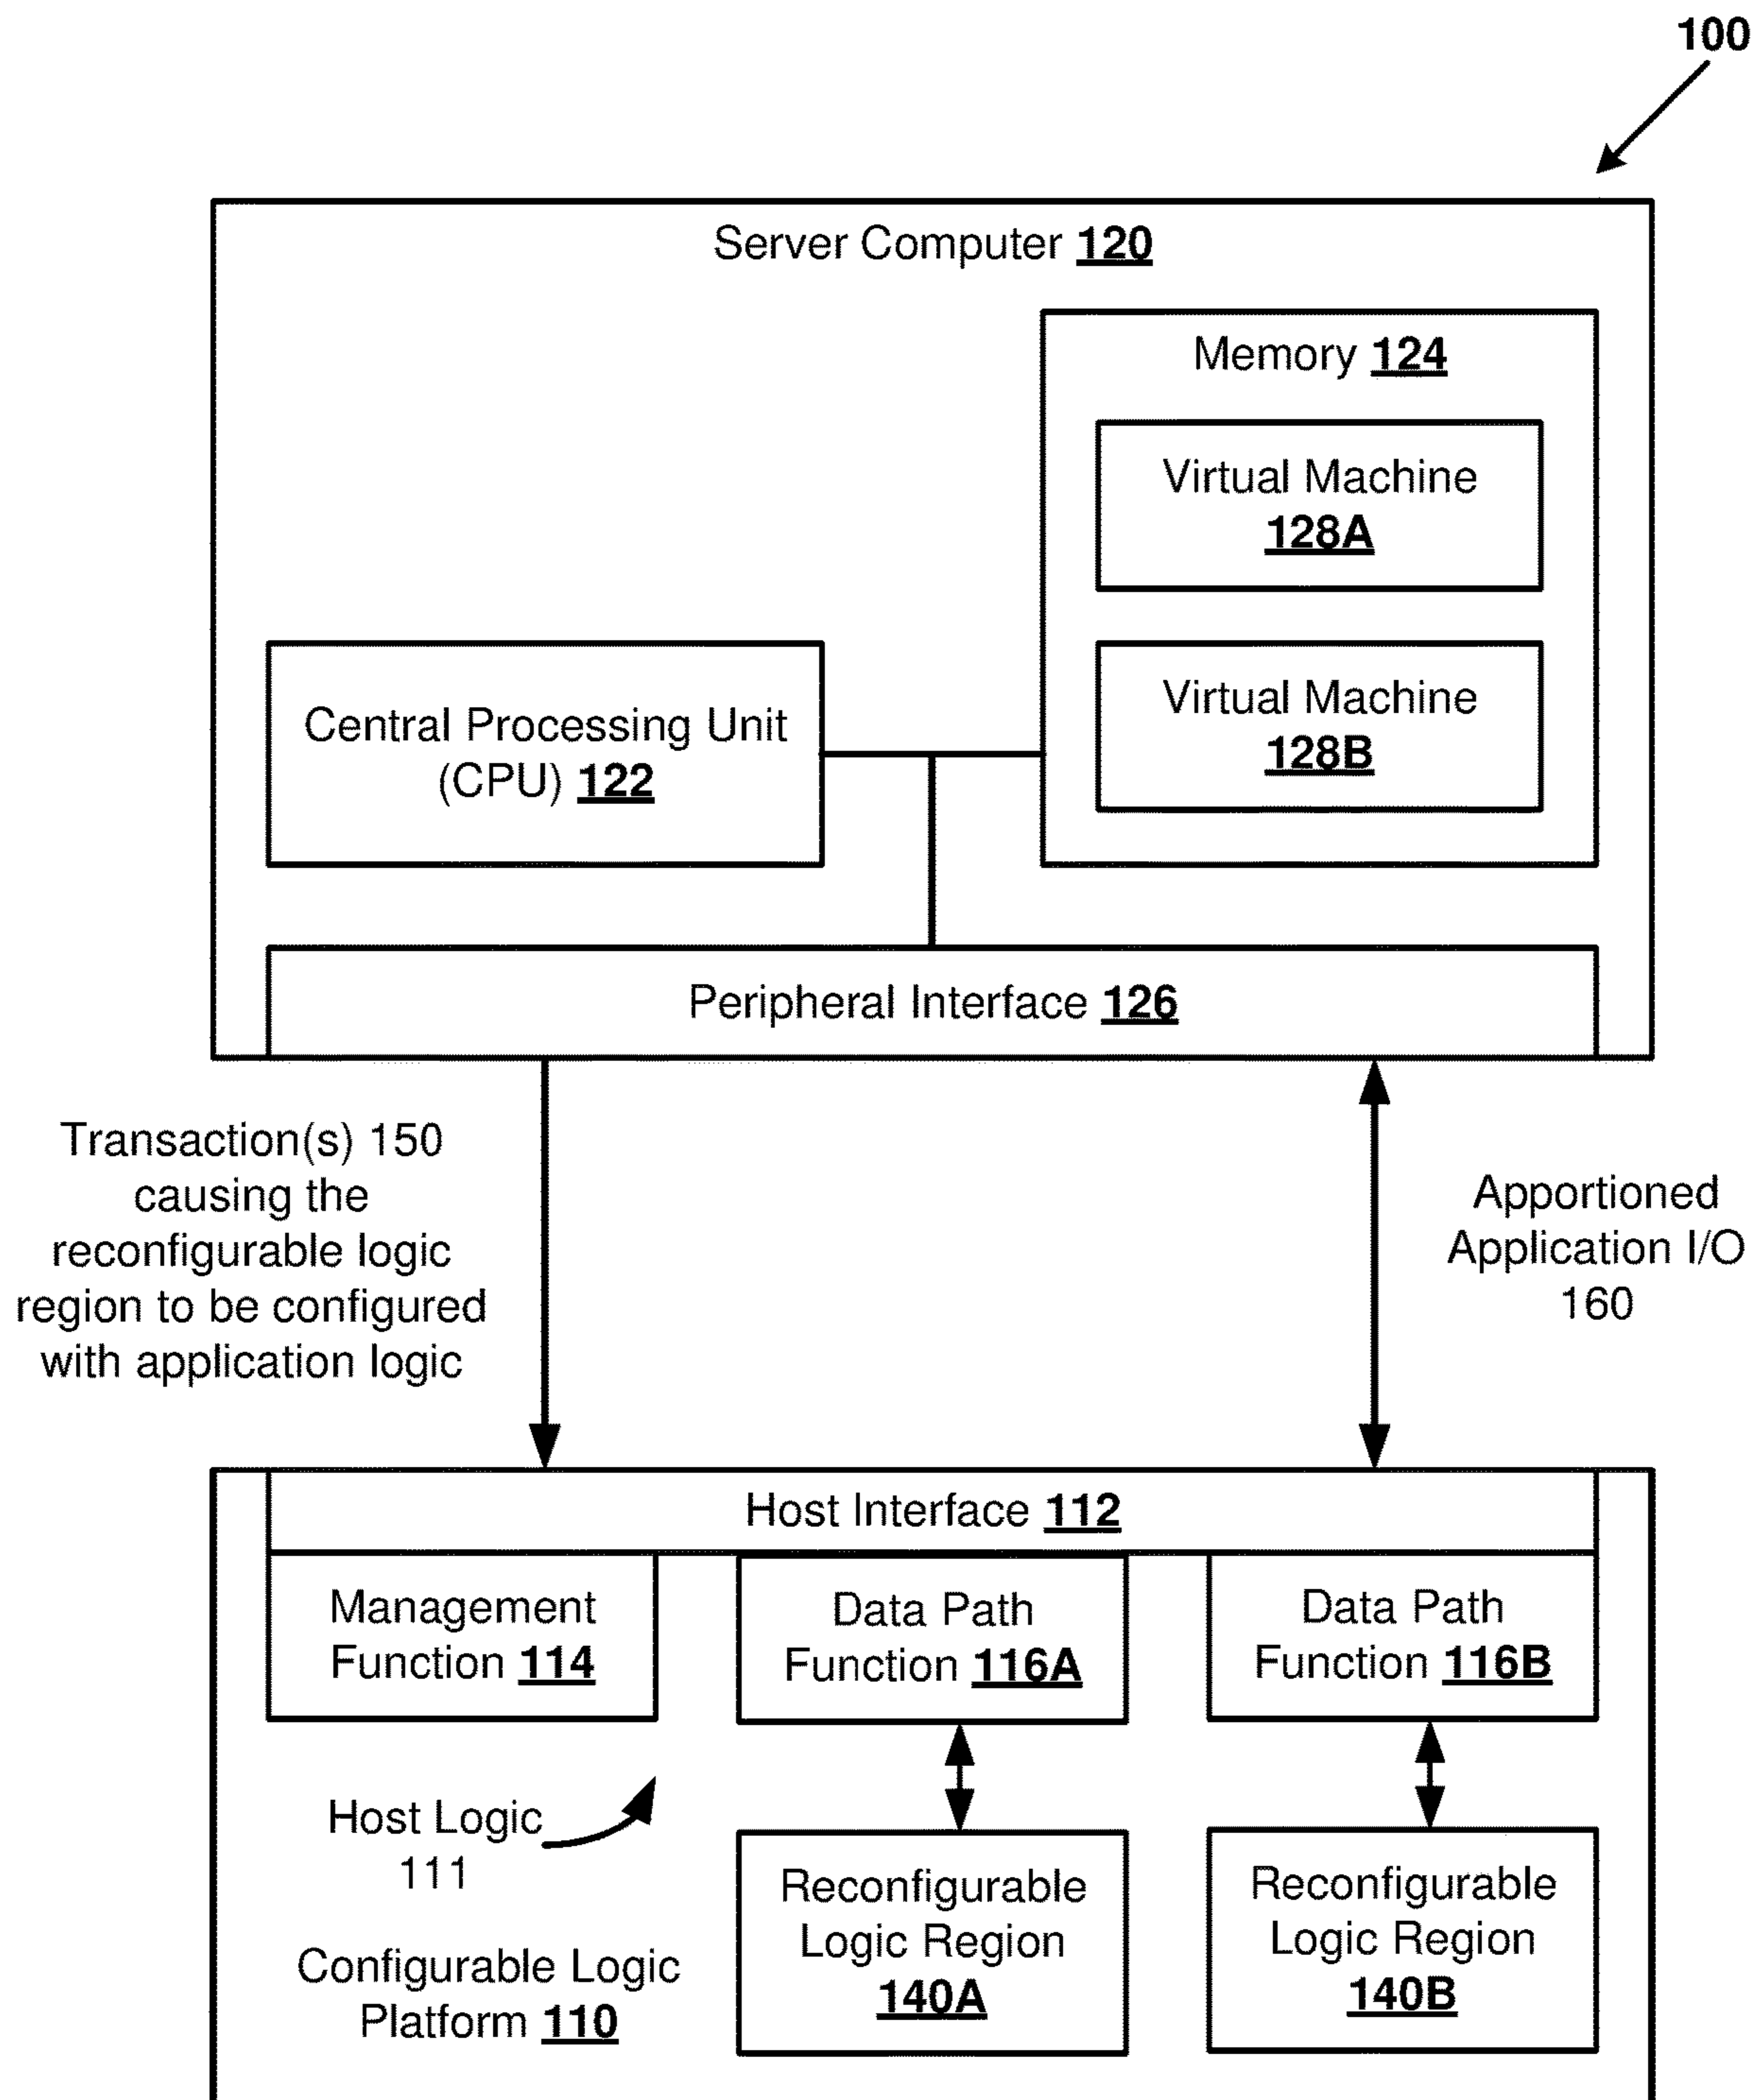 100
Server Computer 120
Memory 124
Virtual Machine
128A
Virtual Machine
128B
Central Processing Unit
(CPU) 122
Peripheral Interface 126
Transaction(s) 150
causing the
reconfigurable logic
region to be configured
with application logic
Apportioned
Application I/O
160
Host Interface 112
Management
Function 114
Data Path
Function 116A
Data Path
Function 116B
Host Logic
111
Configurable Logic
Platform 110
Reconfigurable
Logic Region
140A
Reconfigurable
Logic Region
140B